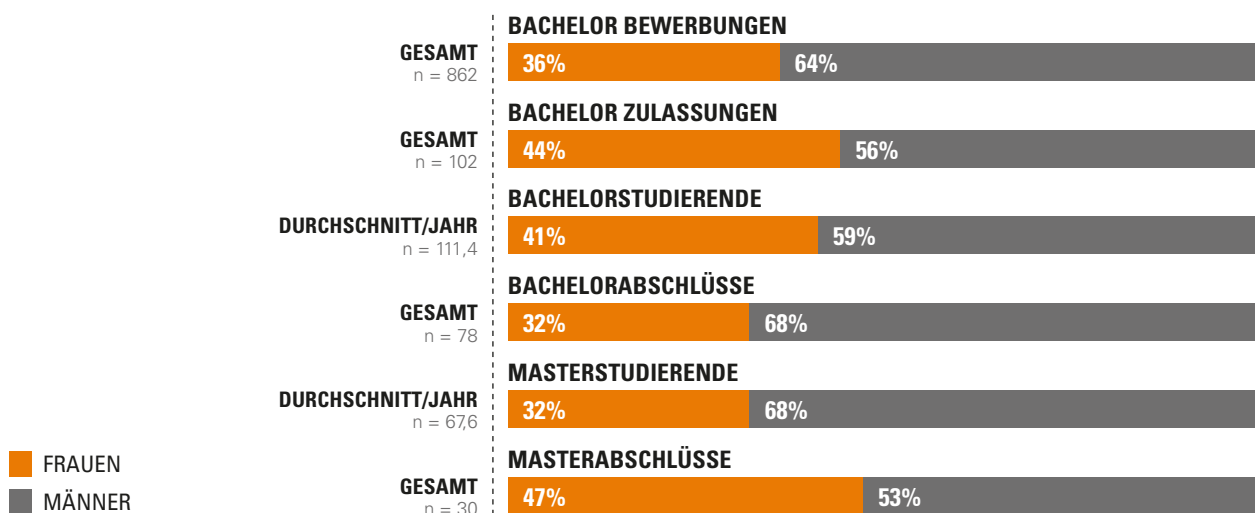 BACHELOR BEWERBUNGEN
GESAMT
n = 862
36% 64%
BACHELOR ZULASSUNGEN
GESAMT
n = 102
44% 56%
BACHELORSTUDIERENDE
DURCHSCHNITT/JAHR
n = 111,4
41% 59%
BACHELORABSCHLÜSSE
GESAMT
n = 78
32% 68%
MASTERSTUDIERENDE
DURCHSCHNITT/JAHR
n = 67,6
32% 68%
MASTERABSCHLÜSSE
GESAMT
n = 30
47% 53%
FRAUEN
MÄNNER